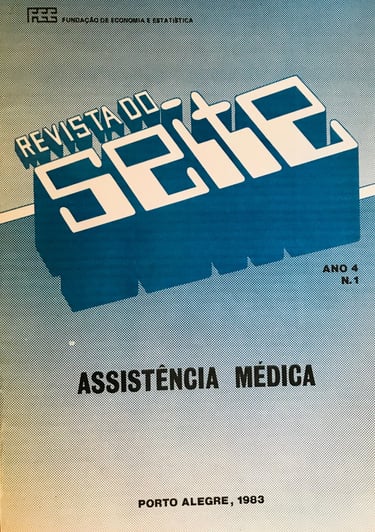 FEE FUNDAÇÃO DE ECONOMIA E ESTATÍSTICA
REVISTA DO
SEITE
ANO 4
N.1
ASSISTÊNCIA MÉDICA
PORTO ALEGRE, 1983